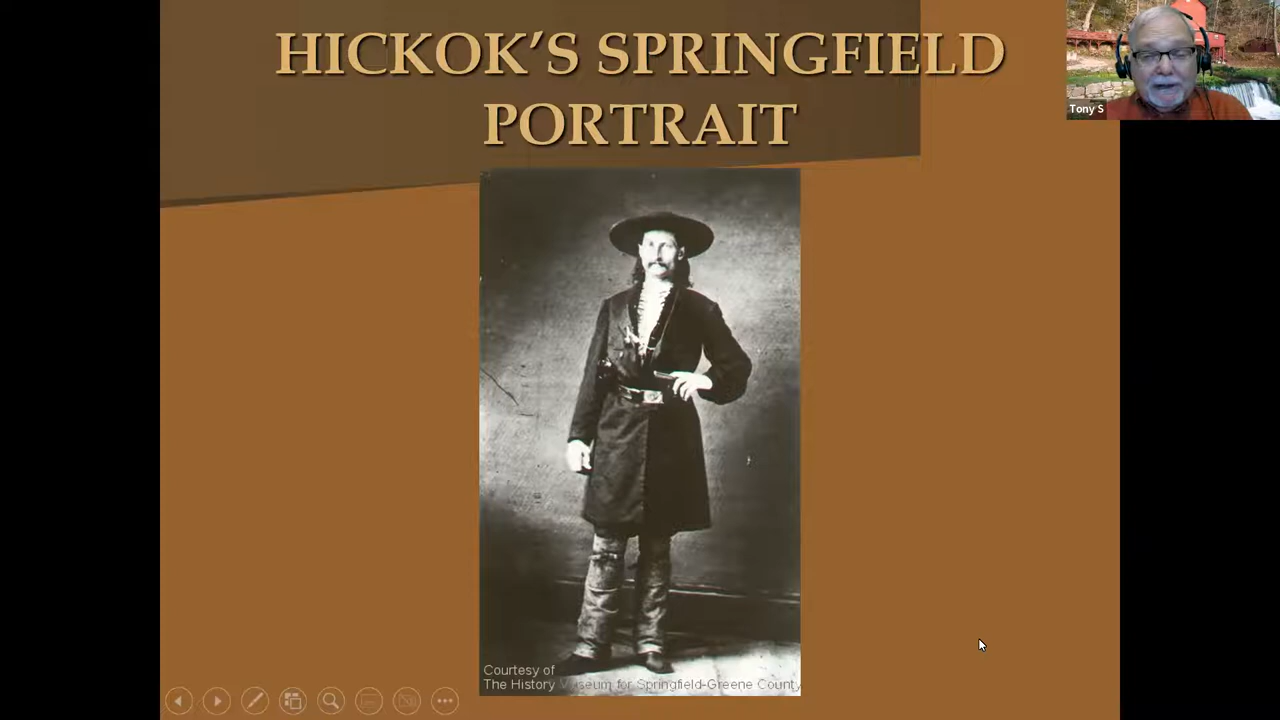 HICKOK'S SPRINGFIELD
PORTRAIT
Tony S
Courtesy of
The History Museum for Springfield-Greene County